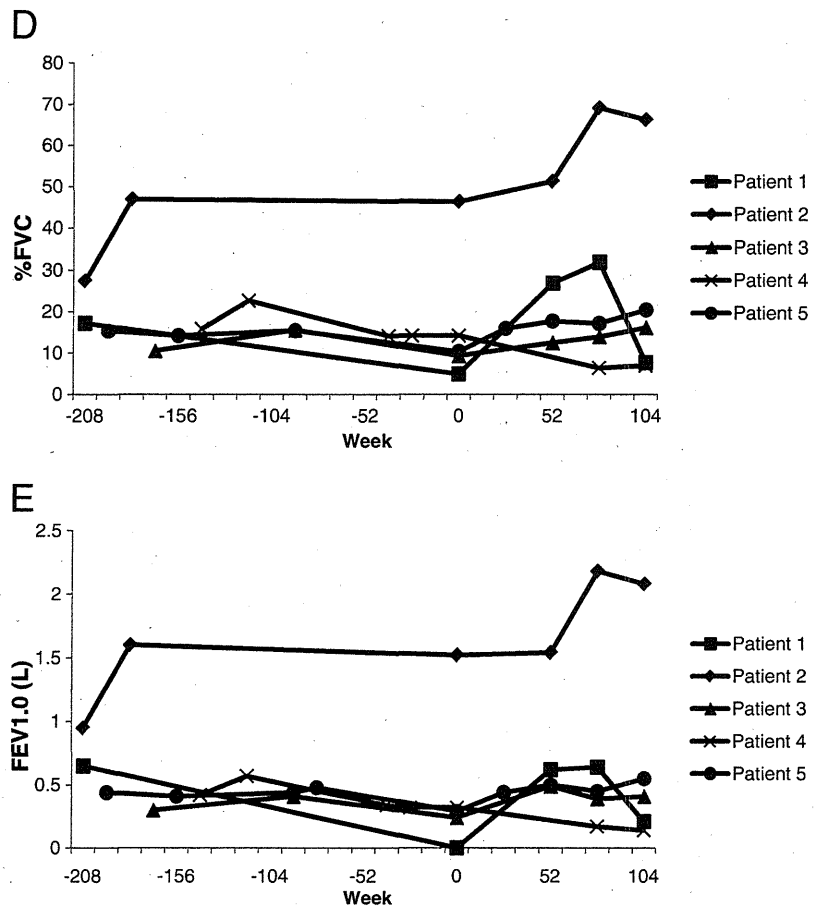 D
80
70
60
50
40
30
20
10
0
%FVC
-208 -156 -104 -52 0 52 104
Week
Patient 1
Patient 2
Patient 3
Patient 4
Patient 5
E
2.5
2
1.5
1
0.5
0
FEV1.0 (L)
-208 -156 -104 -52 0 52 104
Week
Patient 1
Patient 2
Patient 3
Patient 4
Patient 5